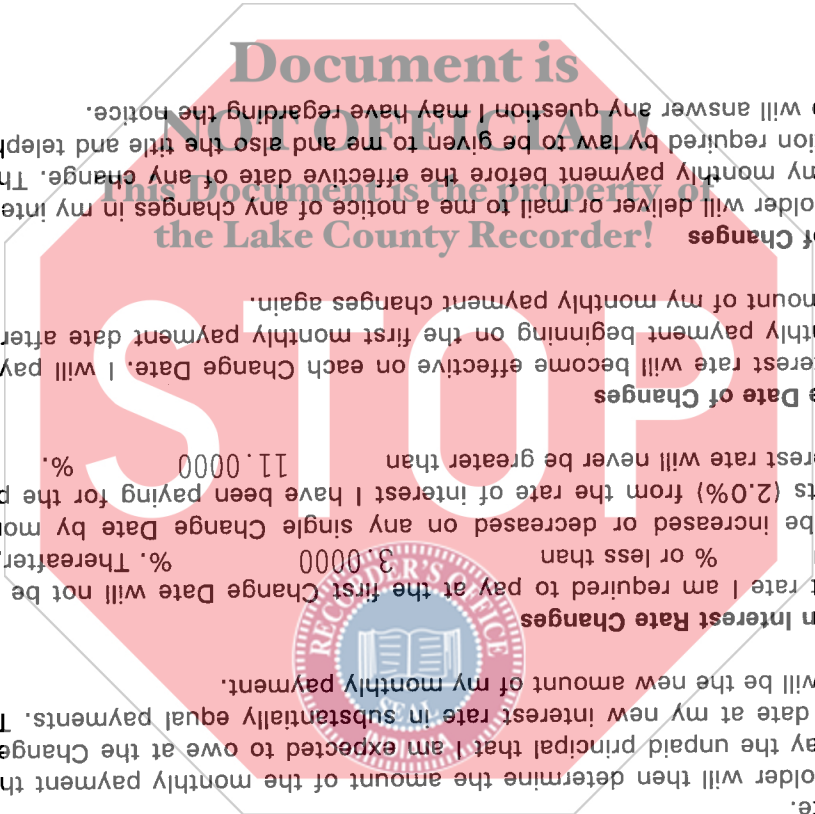 Document is
NOT OFFICIAL!
This Document is the property of
the Lake County Recorder!
STOP
RECORDER'S OFFICE
SEAL
te.
older will then determine the amount of the monthly payment th
ay the unpaid principal that I am expected to owe at the Change
date at my new interest rate in substantially equal payments. T
will be the new amount of my monthly payment.
n Interest Rate Changes
t rate I am required to pay at the first Change Date will not be
% or less than 3.0000 %. Thereafter,
be increased or decreased on any single Change Date by mo
ts (2.0%) from the rate of interest I have been paying for the p
erest rate will never be greater than 11.0000 %.
e Date of Changes
erest rate will become effective on each Change Date. I will pay
thly payment beginning on the first monthly payment date after
nount of my monthly payment changes again.
of Changes
older will deliver or mail to me a notice of any changes in my inte
my monthly payment before the effective date of any change. Th
tion required by law to be given to me and also the title and teleph
o will answer any question I may have regarding the notice.